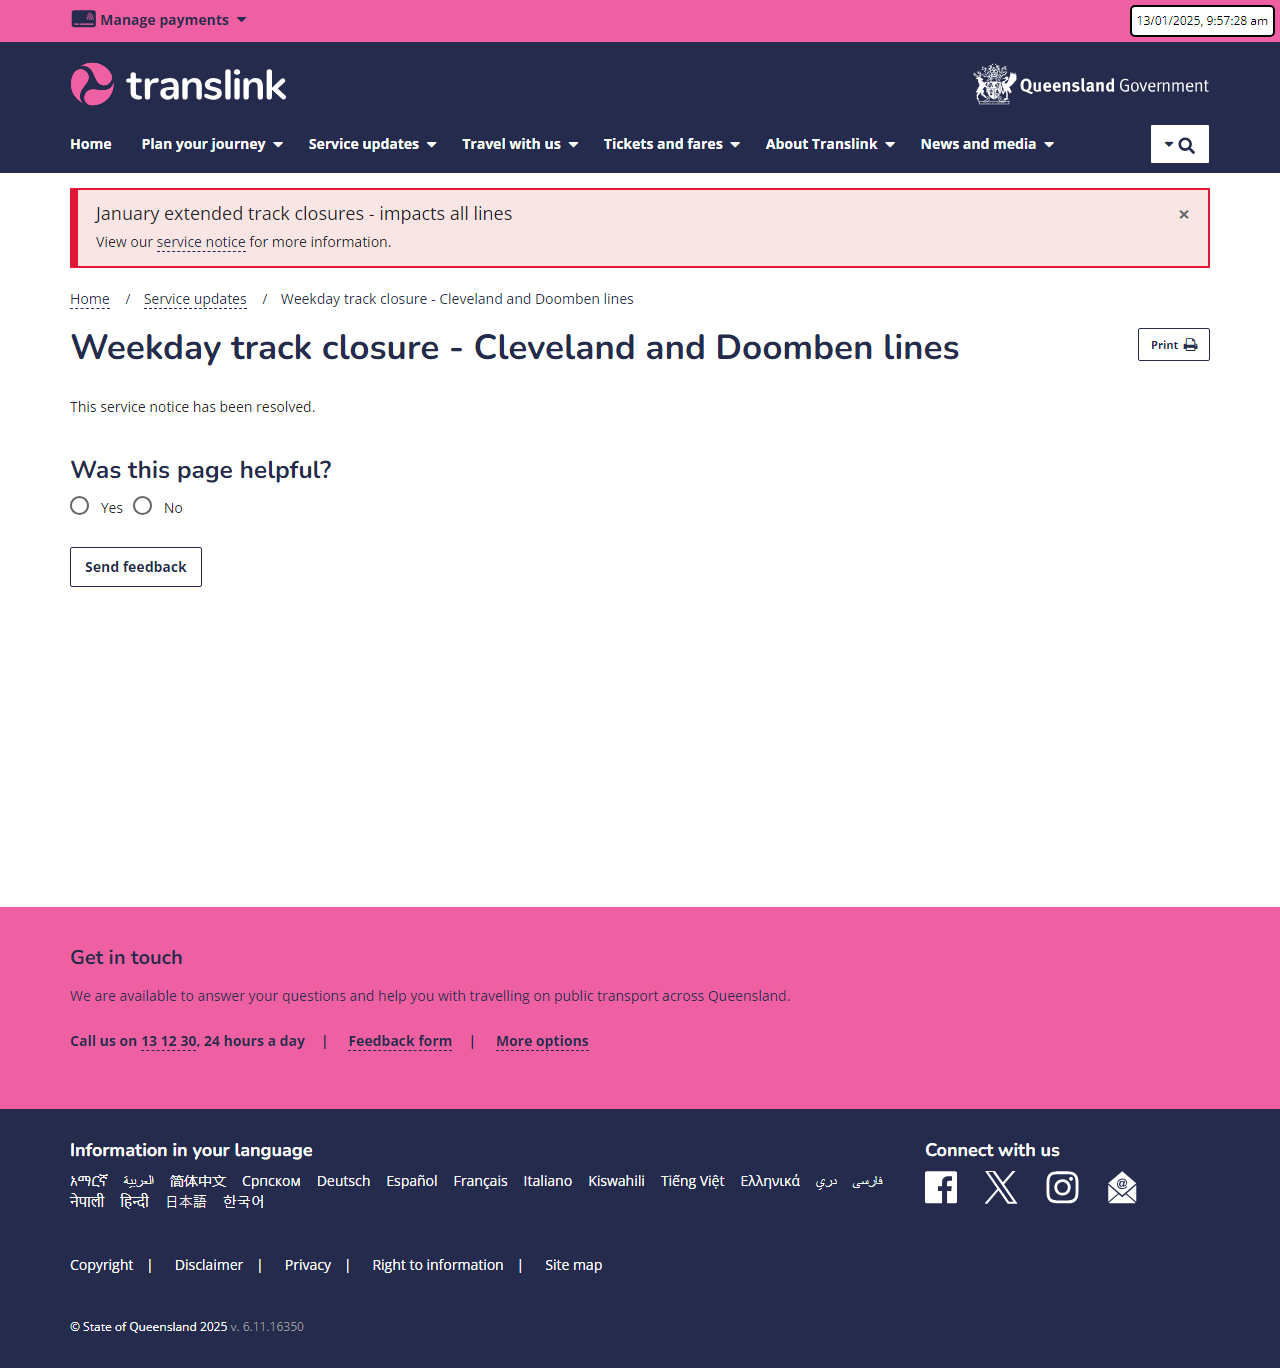 Manage payments
13/01/2025, 9:57:28 am
translink
Queensland Government
Home Plan your journey Service updates Travel with us Tickets and fares About Translink News and media
January extended track closures - impacts all lines
×
View our service notice for more information.
Home / Service updates / Weekday track closure - Cleveland and Doomben lines
Weekday track closure - Cleveland and Doomben lines
Print
This service notice has been resolved.
Was this page helpful?
Yes No
Send feedback
Get in touch
We are available to answer your questions and help you with travelling on public transport across Queensland.
Call us on 13 12 30, 24 hours a day | Feedback form | More options
Information in your language
አማርኛ العربية 简体中文 Српском Deutsch Español Français Italiano Kiswahili Tiếng Việt Ελληνικά دري فارسی
नेपाली हिन्दी 日本語 한국어
Connect with us
Copyright | Disclaimer | Privacy | Right to information | Site map
© State of Queensland 2025 v. 6.11.16350